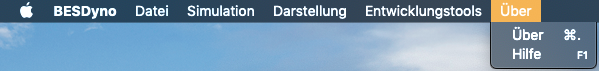 BESDyno Datei Simulation Darstellung Entwicklungstools Über
Über ⌘.
Hilfe F1